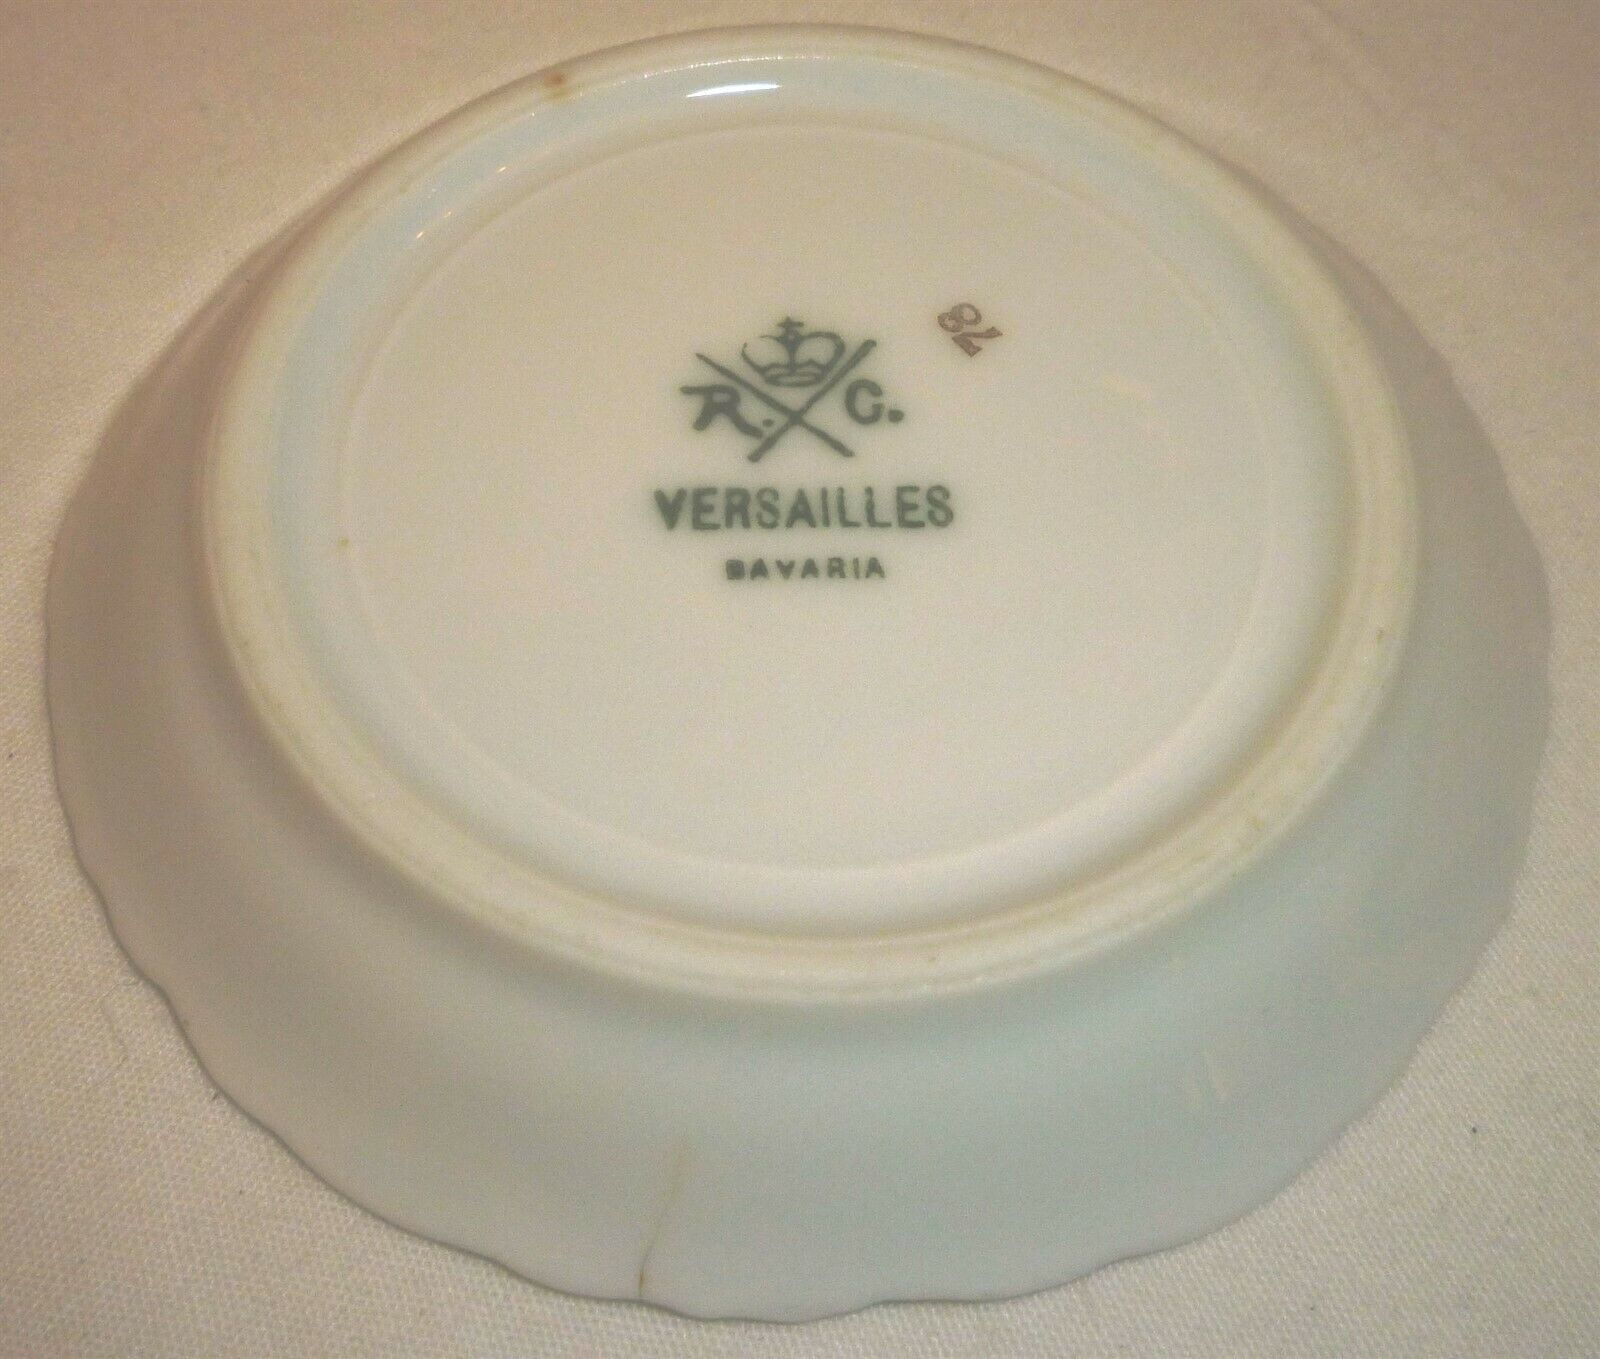 R. C.
VERSAILLES
BAVARIA
78